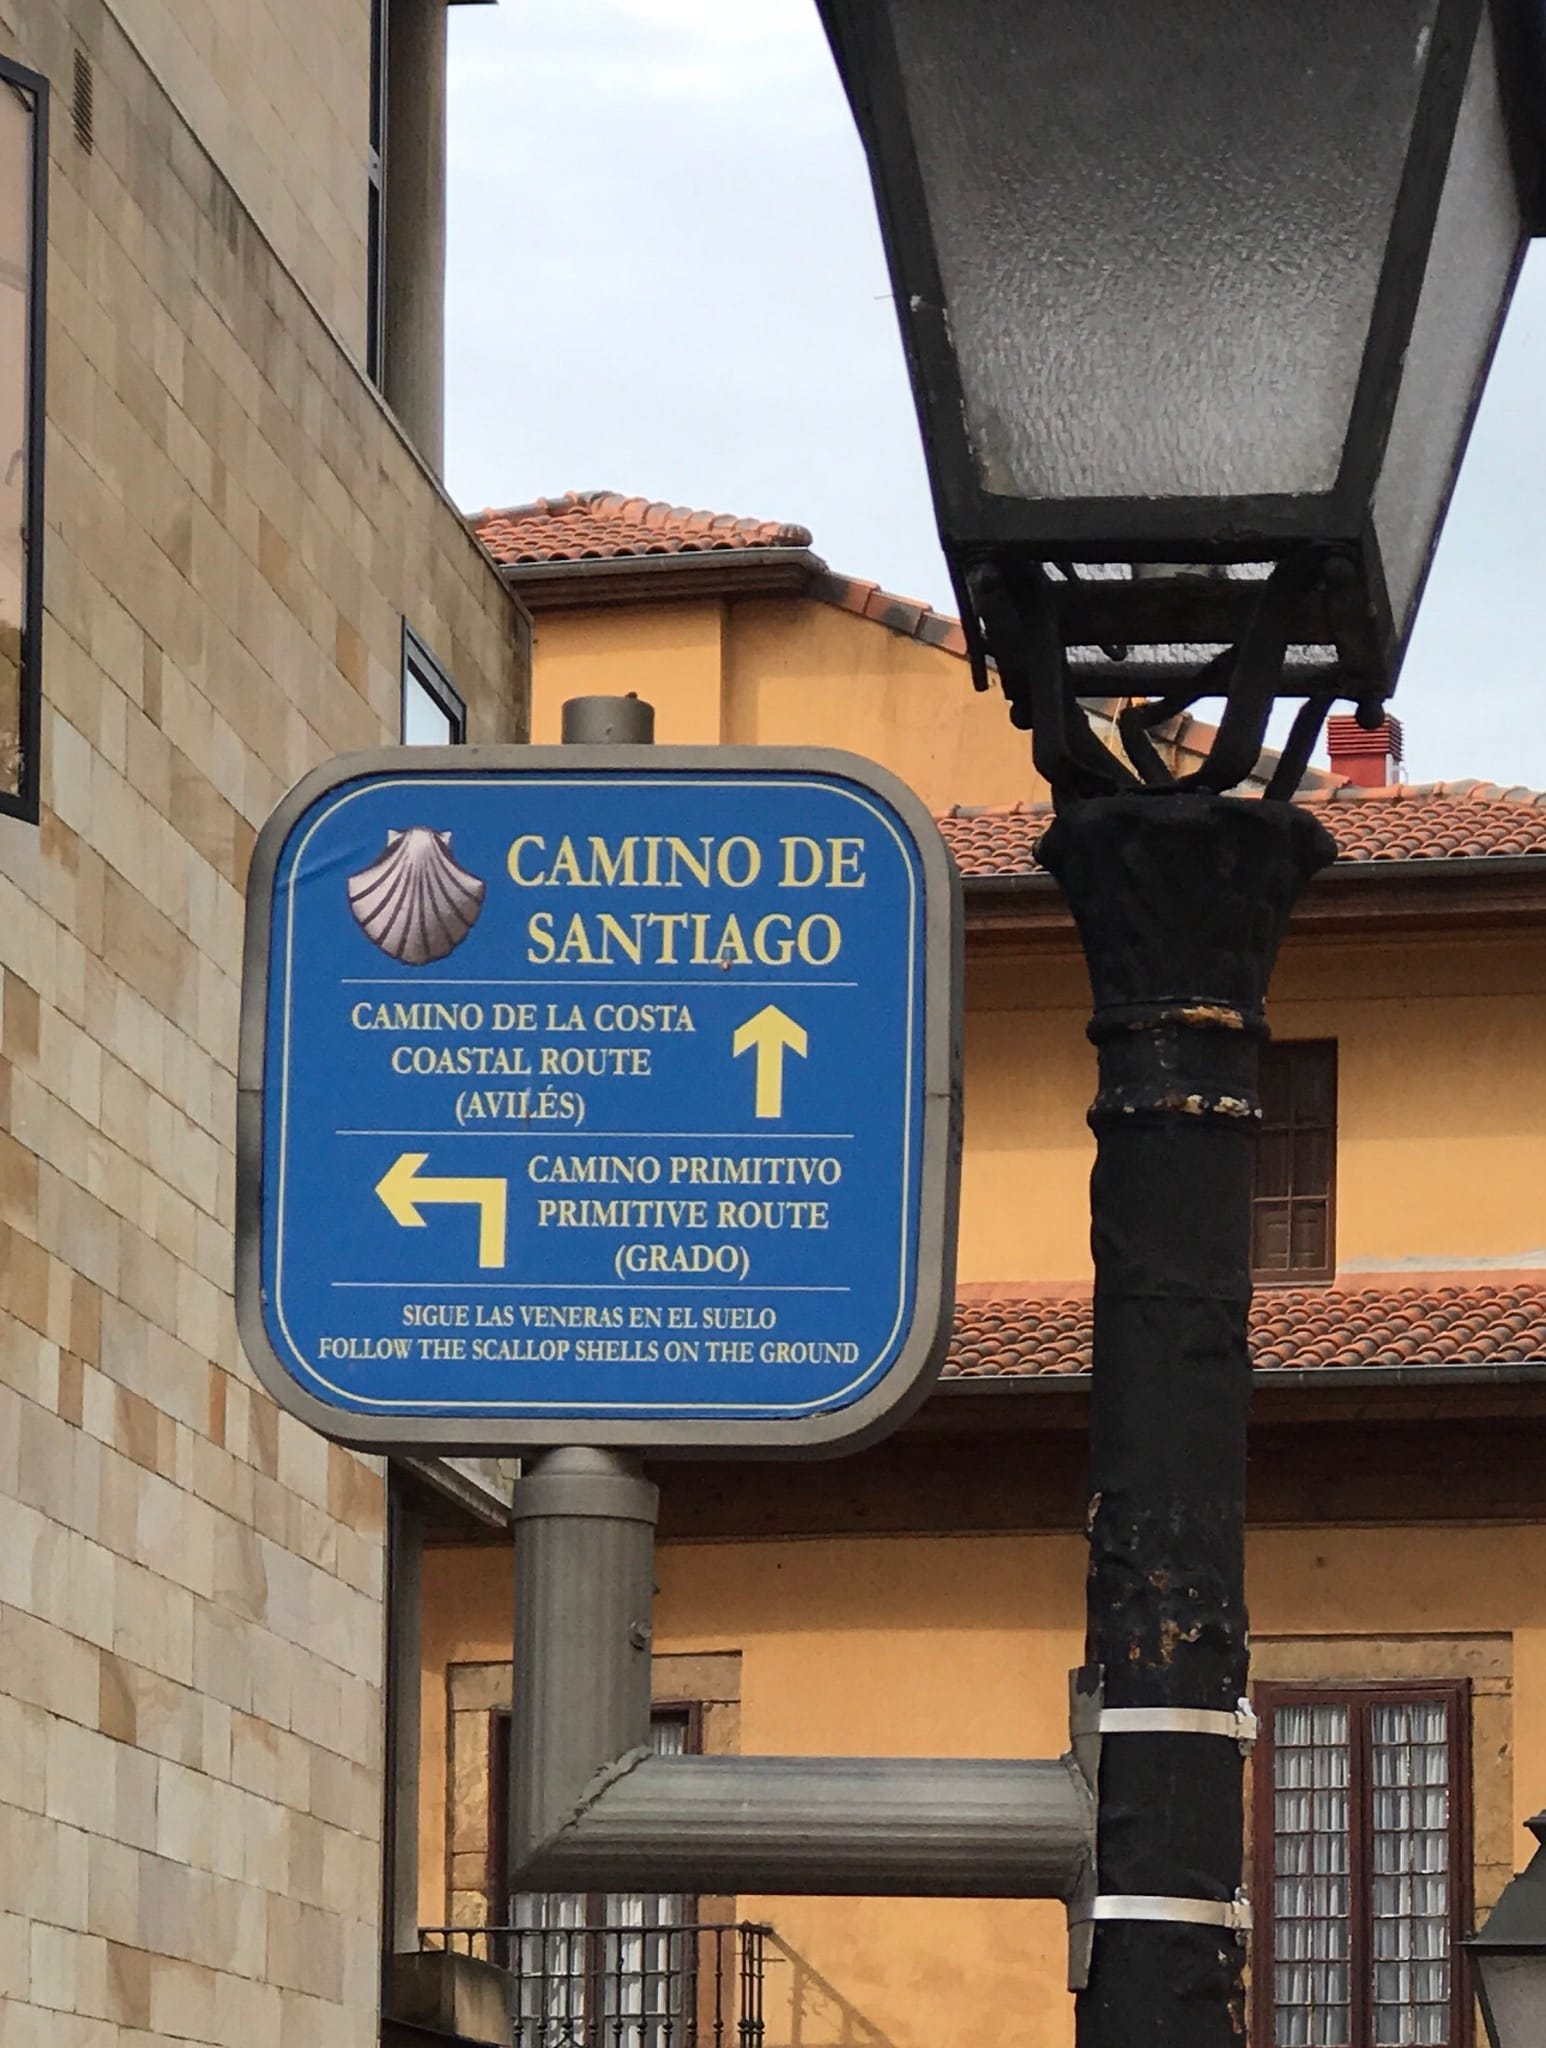 CAMINO DE
SANTIAGO
CAMINO DE LA COSTA
COASTAL ROUTE
(AVILÉS)
CAMINO PRIMITIVO
PRIMITIVE ROUTE
(GRADO)
SIGUE LAS VENERAS EN EL SUELO
FOLLOW THE SCALLOP SHELLS ON THE GROUND